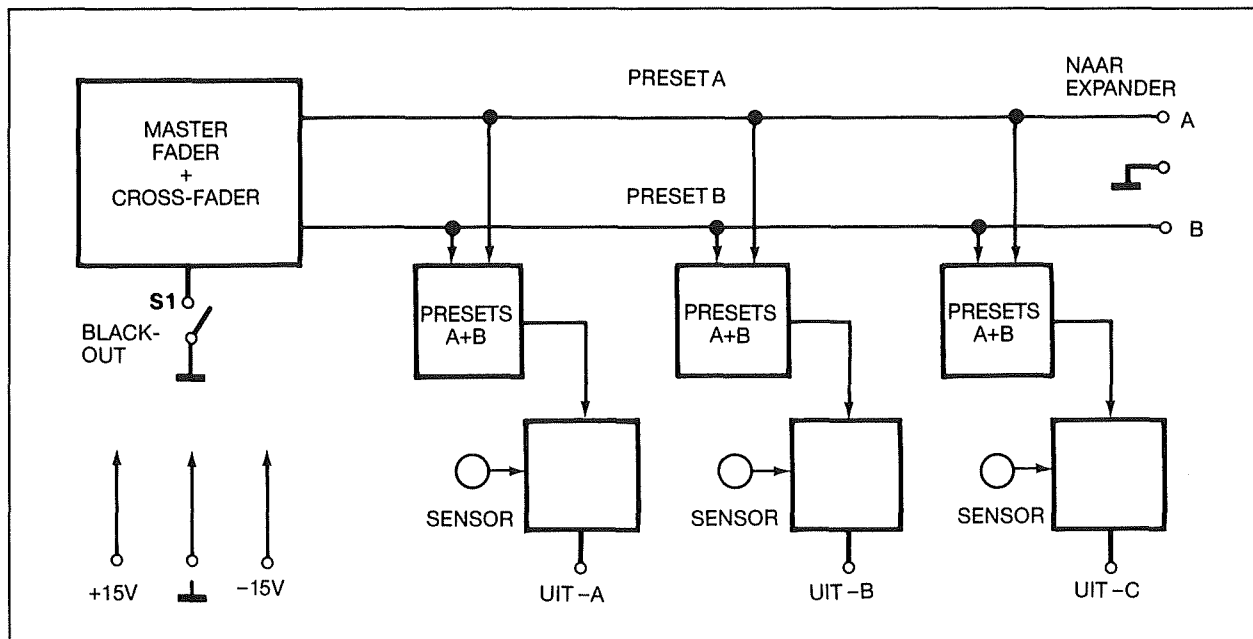 MASTER
FADER
+
CROSS-FADER
PRESET A
PRESET B
NAAR
EXPANDER
A
B
S1
BLACK-
OUT
PRESETS
A+B
PRESETS
A+B
PRESETS
A+B
SENSOR
SENSOR
SENSOR
+15V
–15V
UIT –A
UIT –B
UIT –C